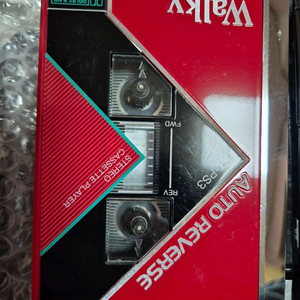 Walky
AUTO REVERSE
FWD
REV
STEREO
CASSETTE PLAYER